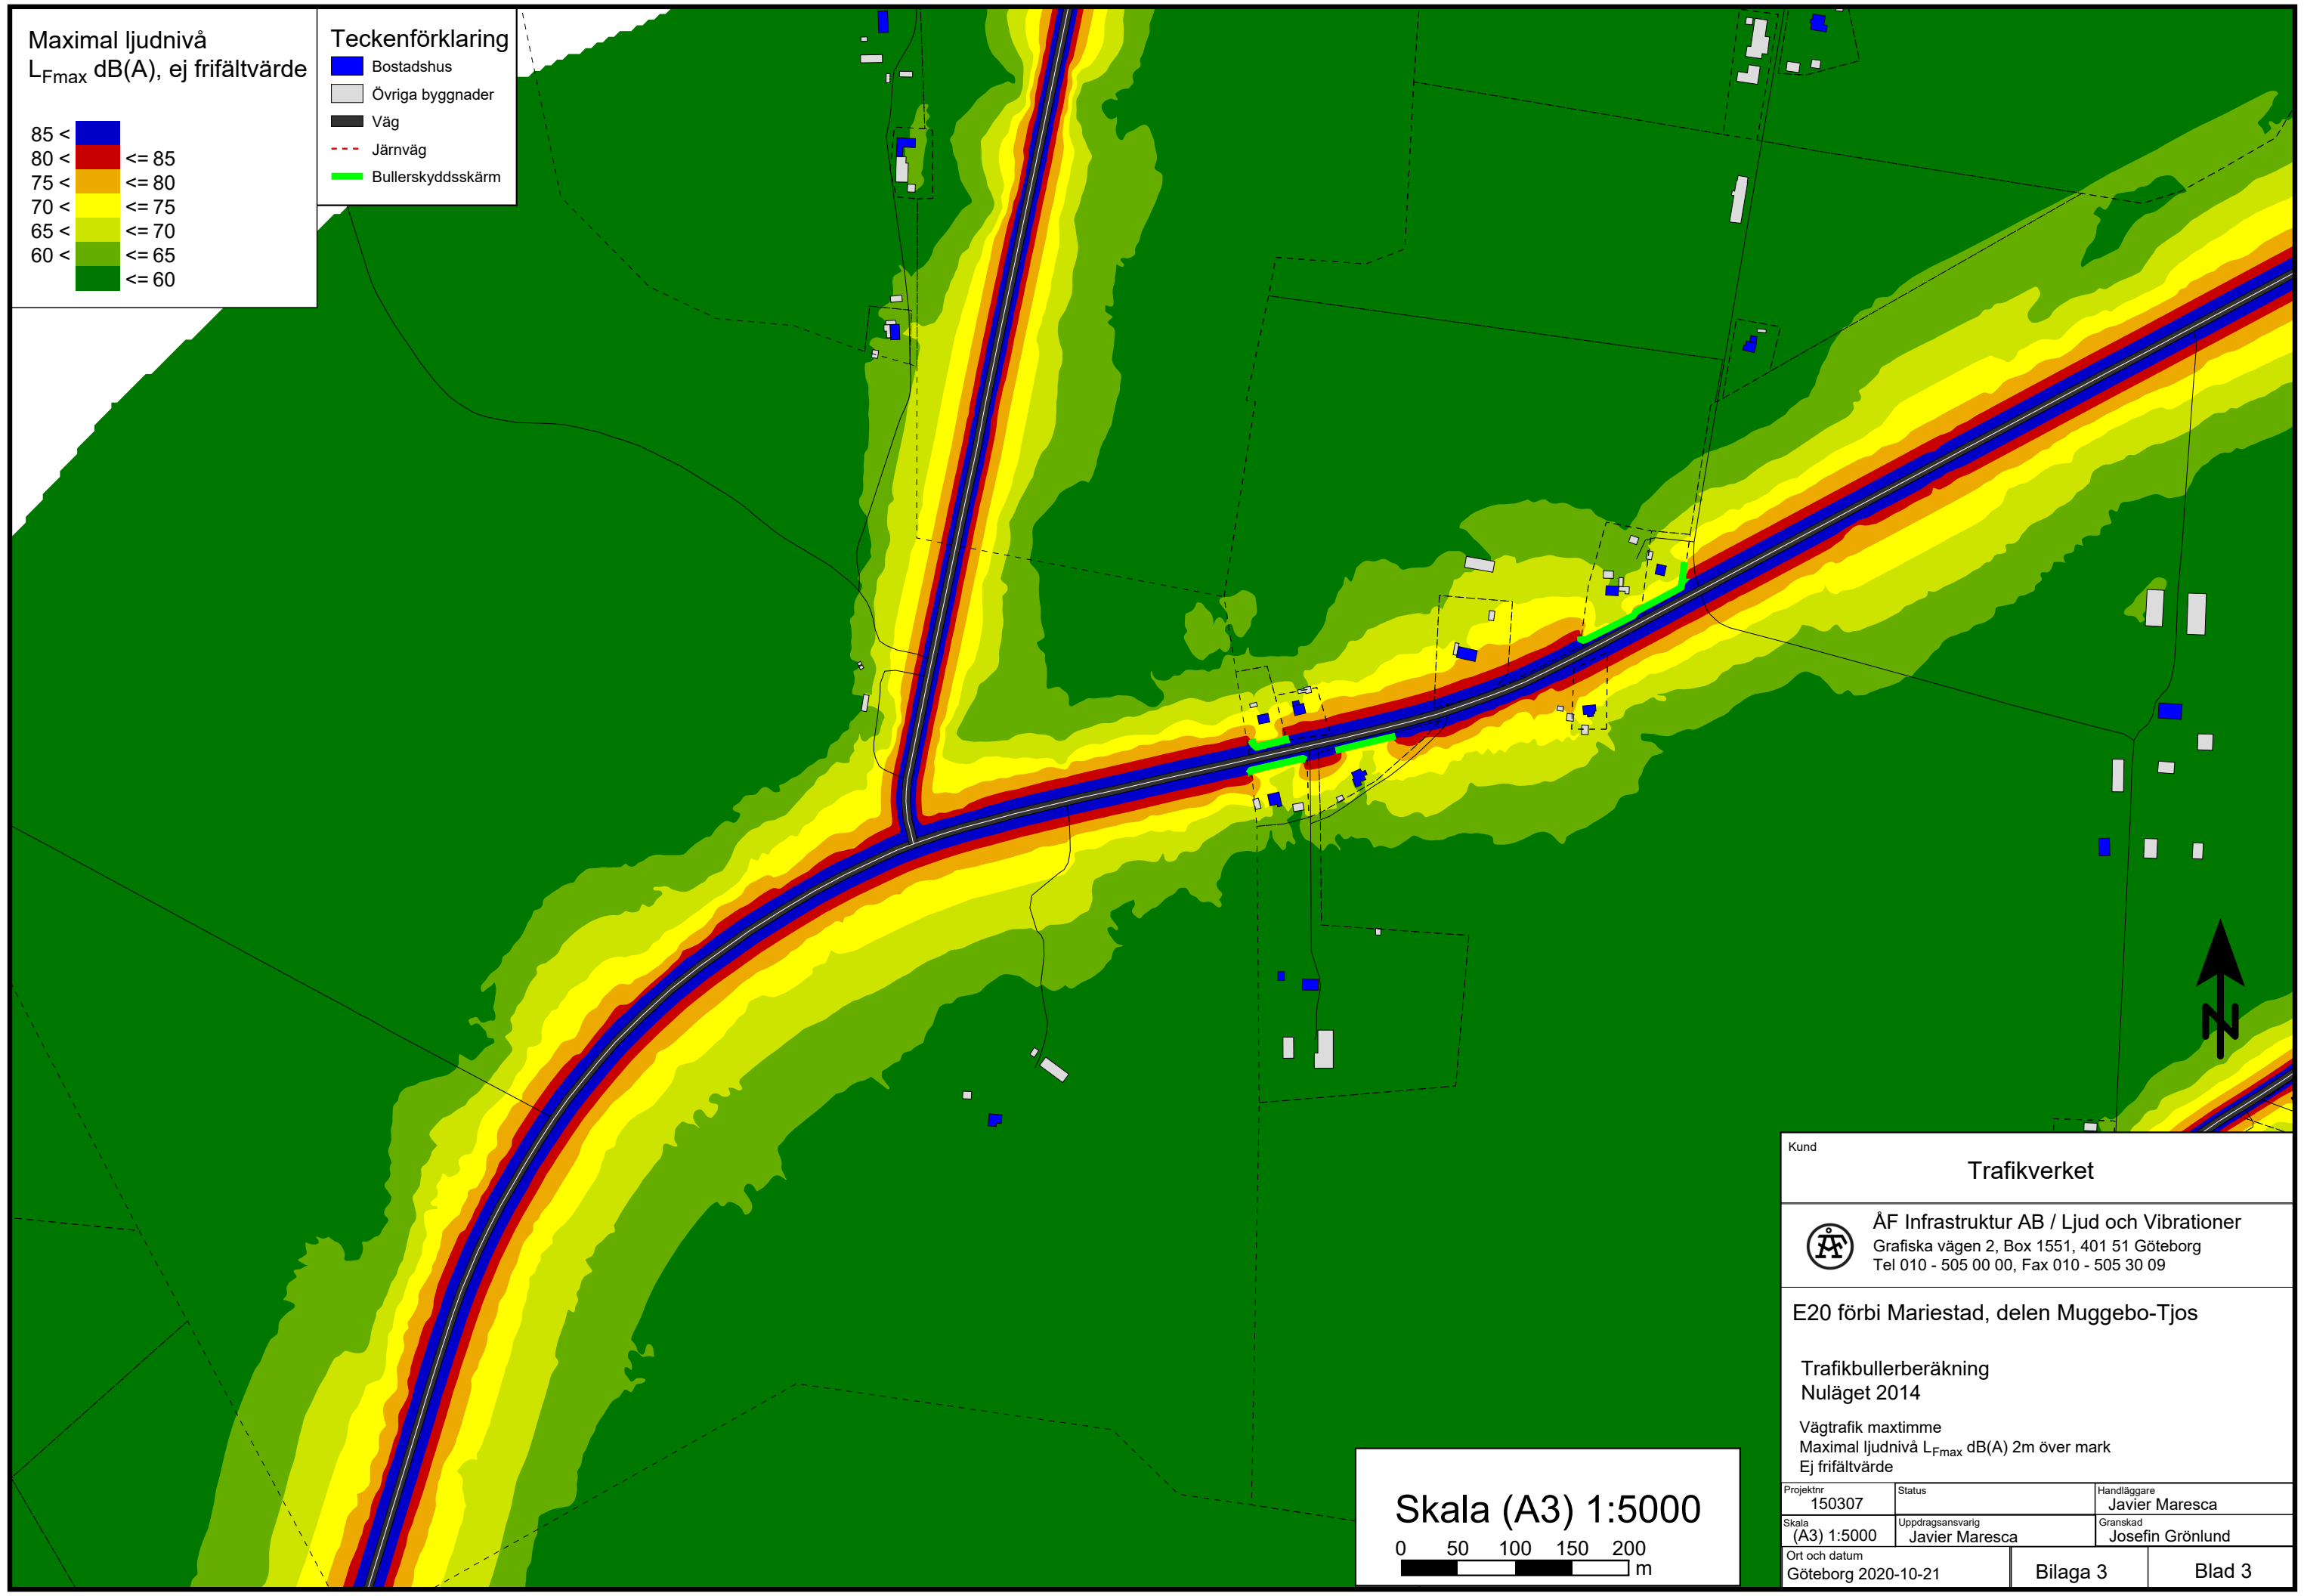 Maximal ljudnivå
LFmax dB(A), ej frifältvärde
85 <
80 < <= 85
75 < <= 80
70 < <= 75
65 < <= 70
60 < <= 65
<= 60
Teckenförklaring
Bostadshus
Övriga byggnader
Väg
Järnväg
Bullerskyddsskärm
N
Skala (A3) 1:5000
0 50 100 150 200
m
Kund
Trafikverket
ÅF Infrastruktur AB / Ljud och Vibrationer
Grafiska vägen 2, Box 1551, 401 51 Göteborg
Tel 010 - 505 00 00, Fax 010 - 505 30 09
E20 förbi Mariestad, delen Muggebo-Tjos
Trafikbullerberäkning
Nuläget 2014
Vägtrafik maxtimme
Maximal ljudnivå LFmax dB(A) 2m över mark
Ej frifältvärde
Projektnr Status Handläggare
150307 Javier Maresca
Skala Uppdragsansvarig Granskad
(A3) 1:5000 Javier Maresca Josefin Grönlund
Ort och datum
Göteborg 2020-10-21 Bilaga 3 Blad 3